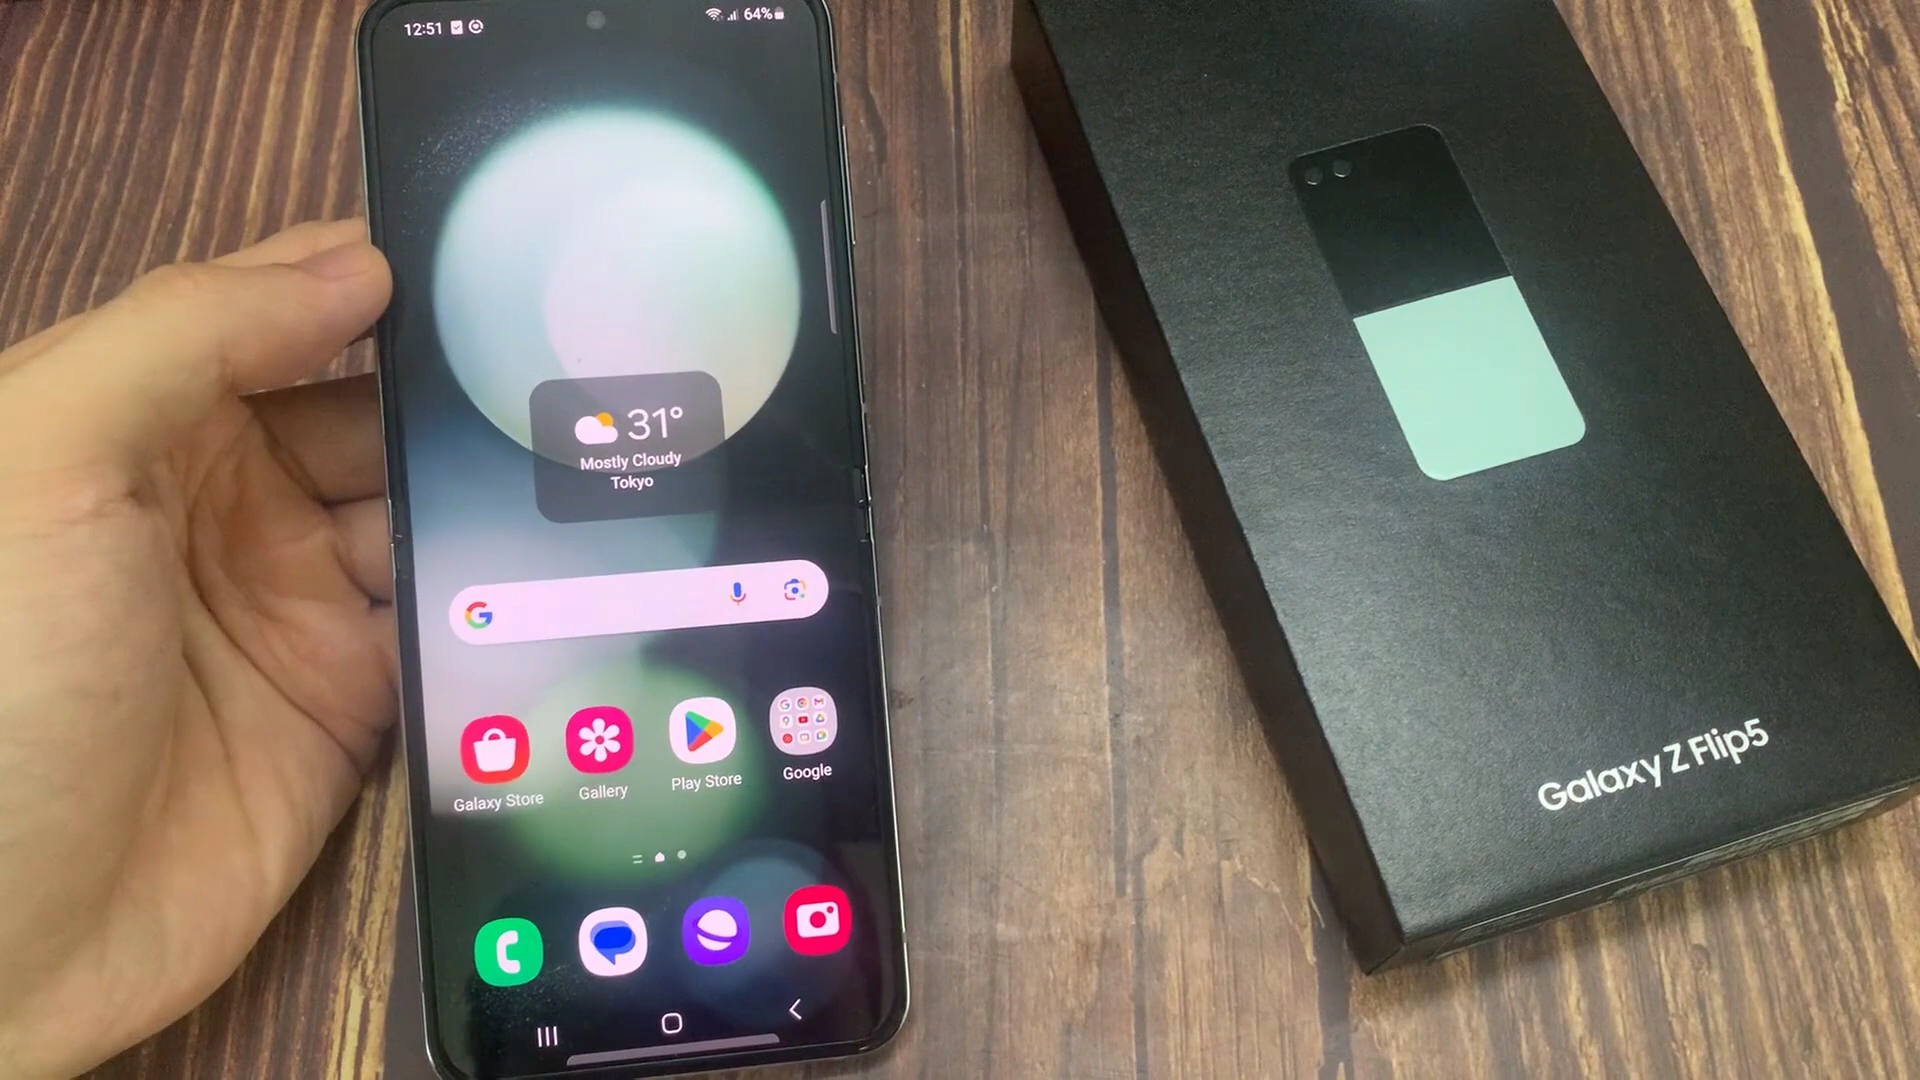 12:51
64%
31°
Mostly Cloudy
Tokyo
Galaxy Store
Gallery
Play Store
Google
Galaxy Z Flip5